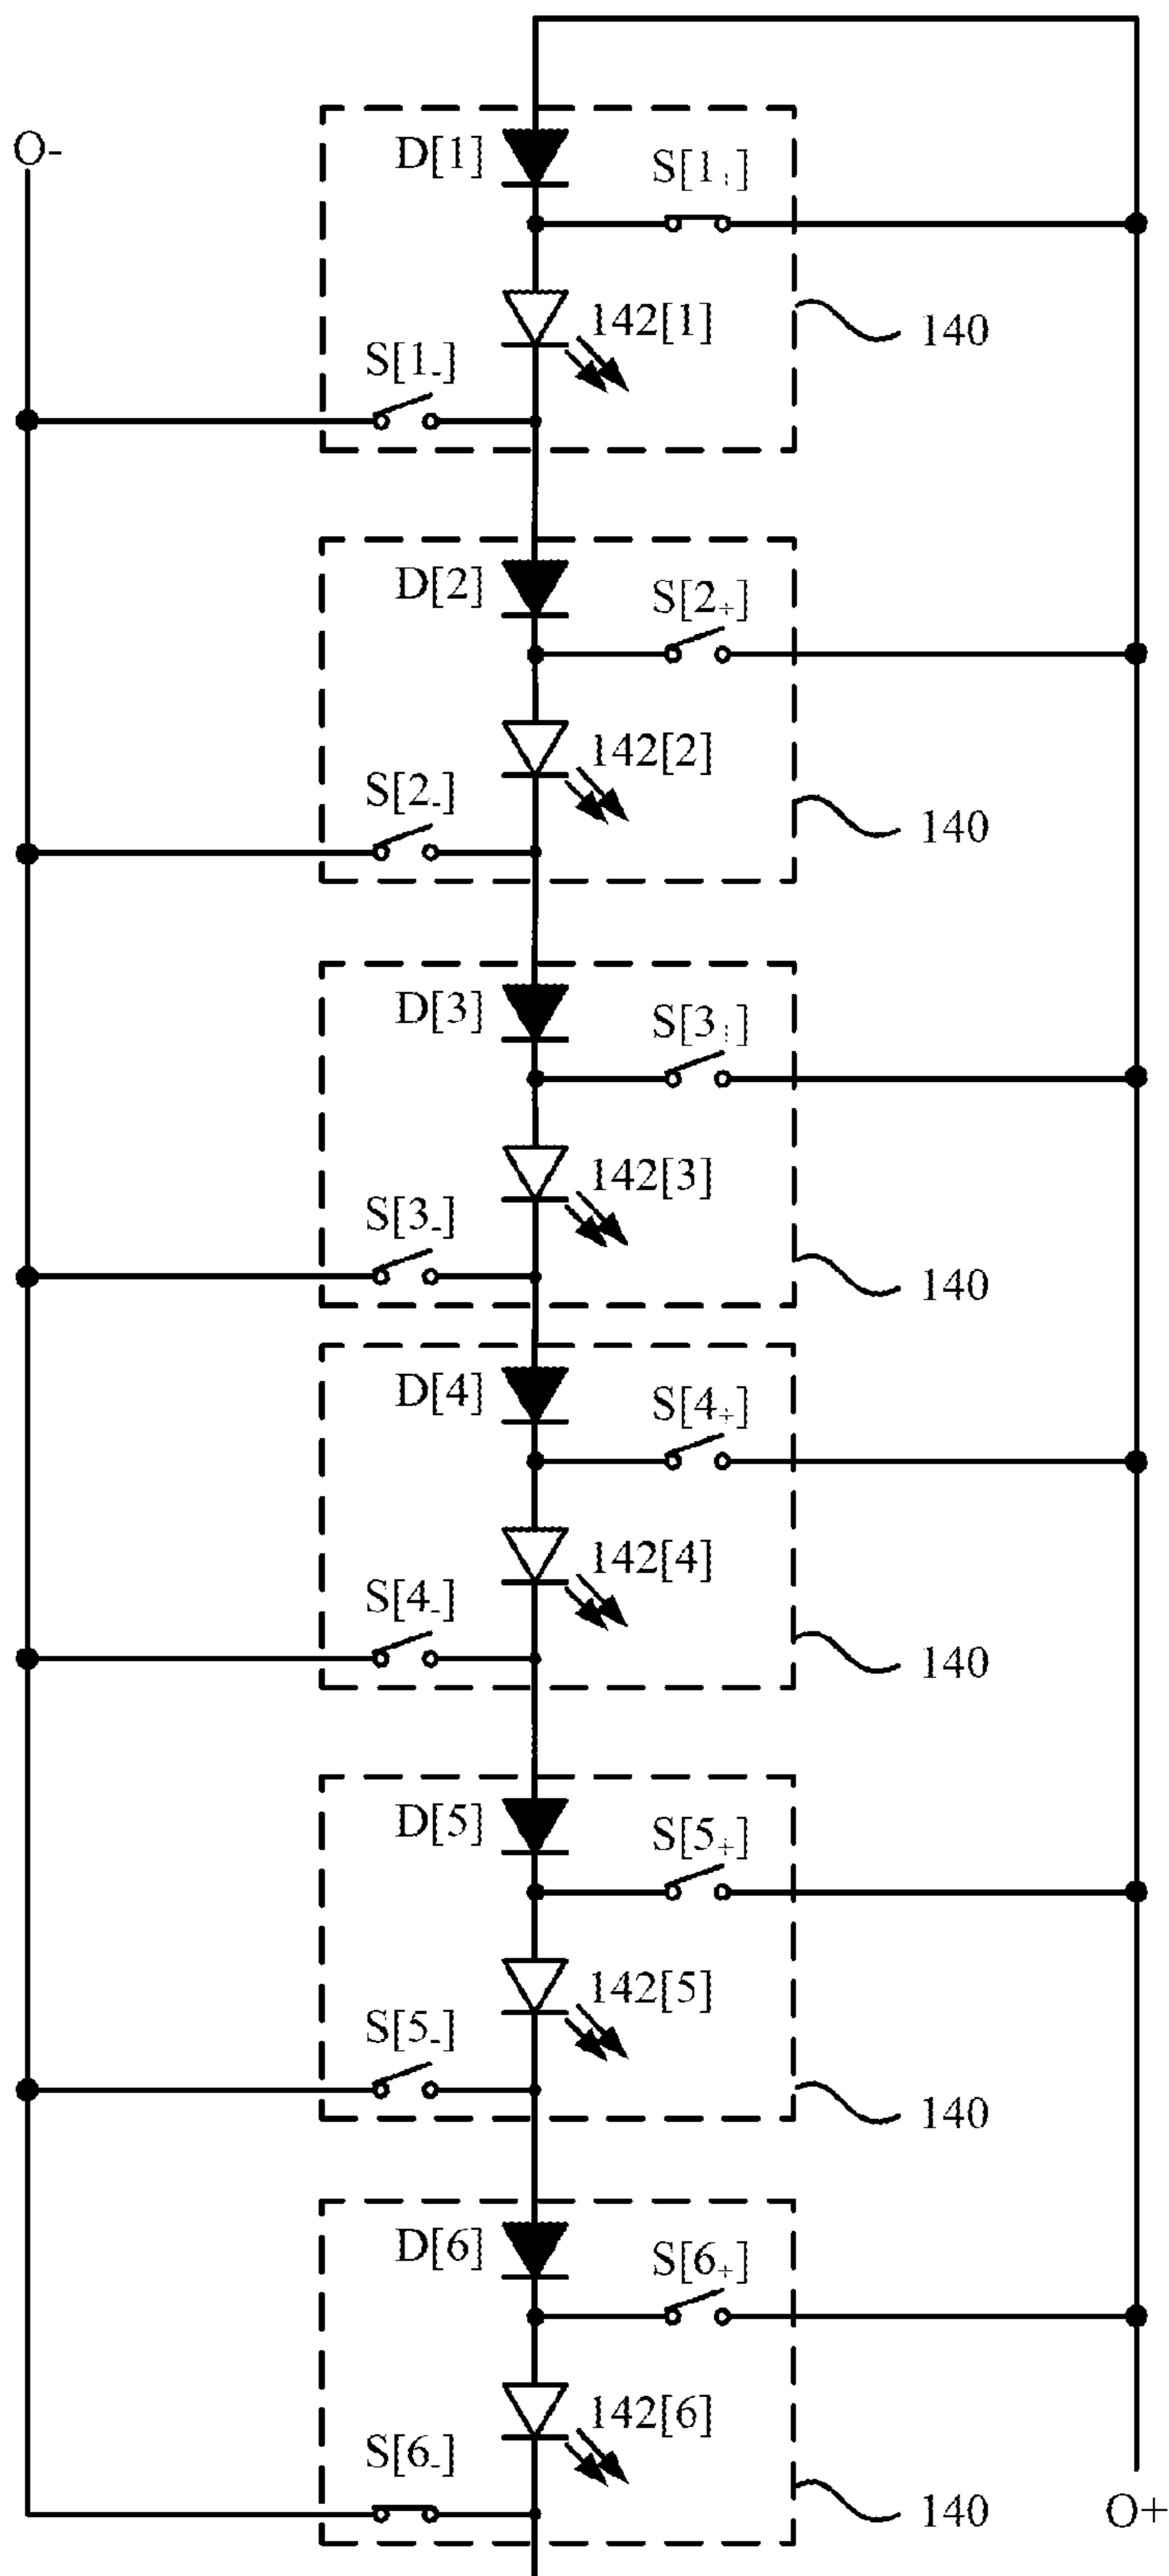 O-
D[1] S[1+]
142[1]
140
S[1-]
D[2] S[2+]
142[2]
S[2-]
140
D[3] S[3+]
142[3]
S[3-]
140
D[4] S[4+]
142[4]
S[4-]
140
D[5] S[5+]
142[5]
S[5-]
140
D[6] S[6+]
142[6]
S[6-]
140
O+